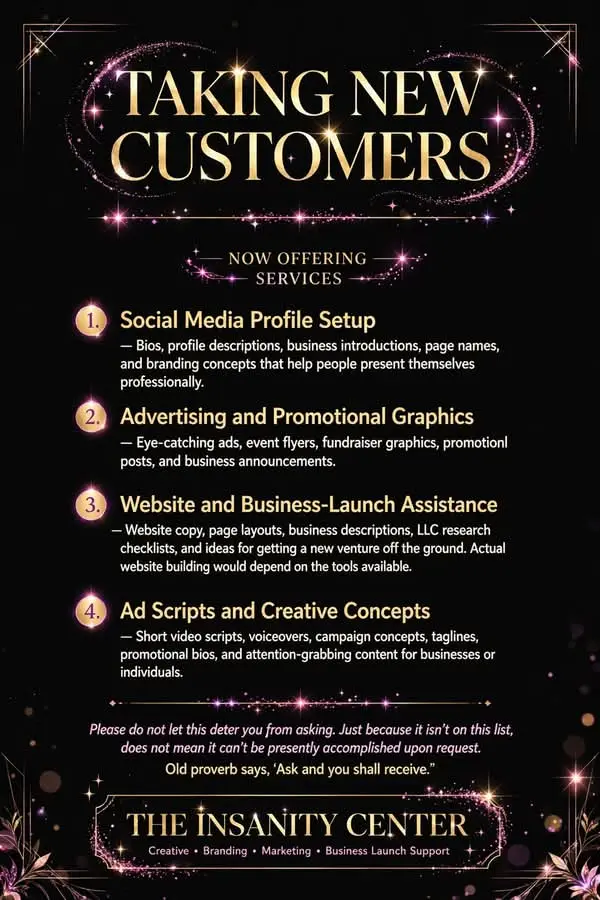 TAKING NEW
CUSTOMERS
NOW OFFERING
SERVICES
1. Social Media Profile Setup
— Bios, profile descriptions, business introductions, page names,
and branding concepts that help people present themselves
professionally.
2. Advertising and Promotional Graphics
— Eye-catching ads, event flyers, fundraiser graphics, promotionl
posts, and business announcements.
3. Website and Business-Launch Assistance
— Website copy, page layouts, business descriptions, LLC research
checklists, and ideas for getting a new venture off the ground. Actual
website building would depend on the tools available.
4. Ad Scripts and Creative Concepts
— Short video scripts, voiceovers, campaign concepts, taglines,
promotional bios, and attention-grabbing content for businesses or
individuals.
Please do not let this deter you from asking. Just because it isn't on this list,
does not mean it can't be presently accomplished upon request.
Old proverb says, ‘Ask and you shall receive.”
THE INSANITY CENTER
Creative • Branding • Marketing • Business Launch Support